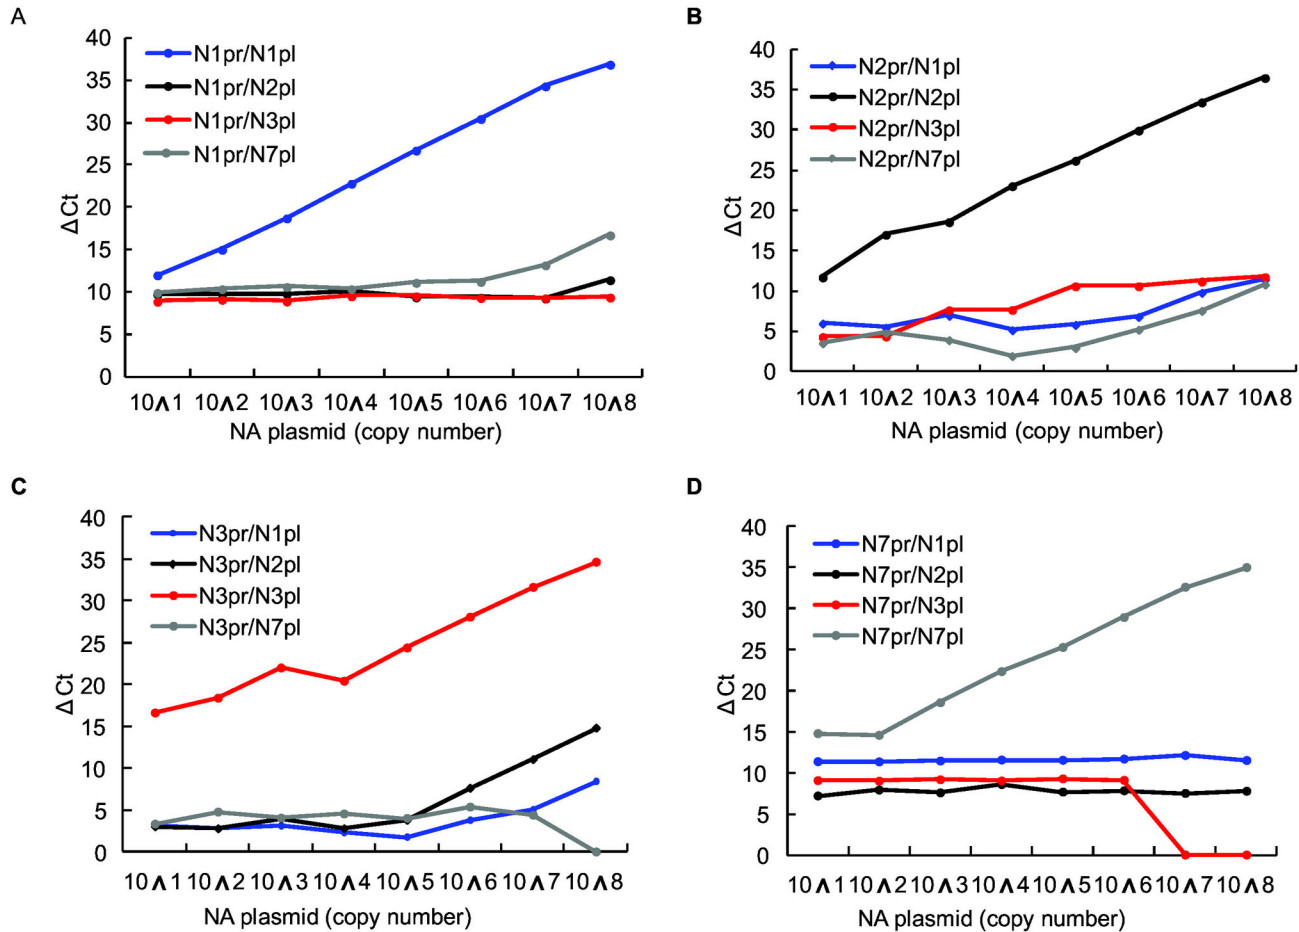 A
40
35
30
25
20
15
10
5
0
ΔCt
N1pr/N1pl
N1pr/N2pl
N1pr/N3pl
N1pr/N7pl
10∧1 10∧2 10∧3 10∧4 10∧5 10∧6 10∧7 10∧8
NA plasmid (copy number)
B
40
35
30
25
20
15
10
5
0
ΔCt
N2pr/N1pl
N2pr/N2pl
N2pr/N3pl
N2pr/N7pl
10∧1 10∧2 10∧3 10∧4 10∧5 10∧6 10∧7 10∧8
NA plasmid (copy number)
C
40
35
30
25
20
15
10
5
0
ΔCt
N3pr/N1pl
N3pr/N2pl
N3pr/N3pl
N3pr/N7pl
10∧1 10∧2 10∧3 10∧4 10∧5 10∧6 10∧7 10∧8
NA plasmid (copy number)
D
40
35
30
25
20
15
10
5
0
ΔCt
N7pr/N1pl
N7pr/N2pl
N7pr/N3pl
N7pr/N7pl
10∧1 10∧2 10∧3 10∧4 10∧5 10∧6 10∧7 10∧8
NA plasmid (copy number)